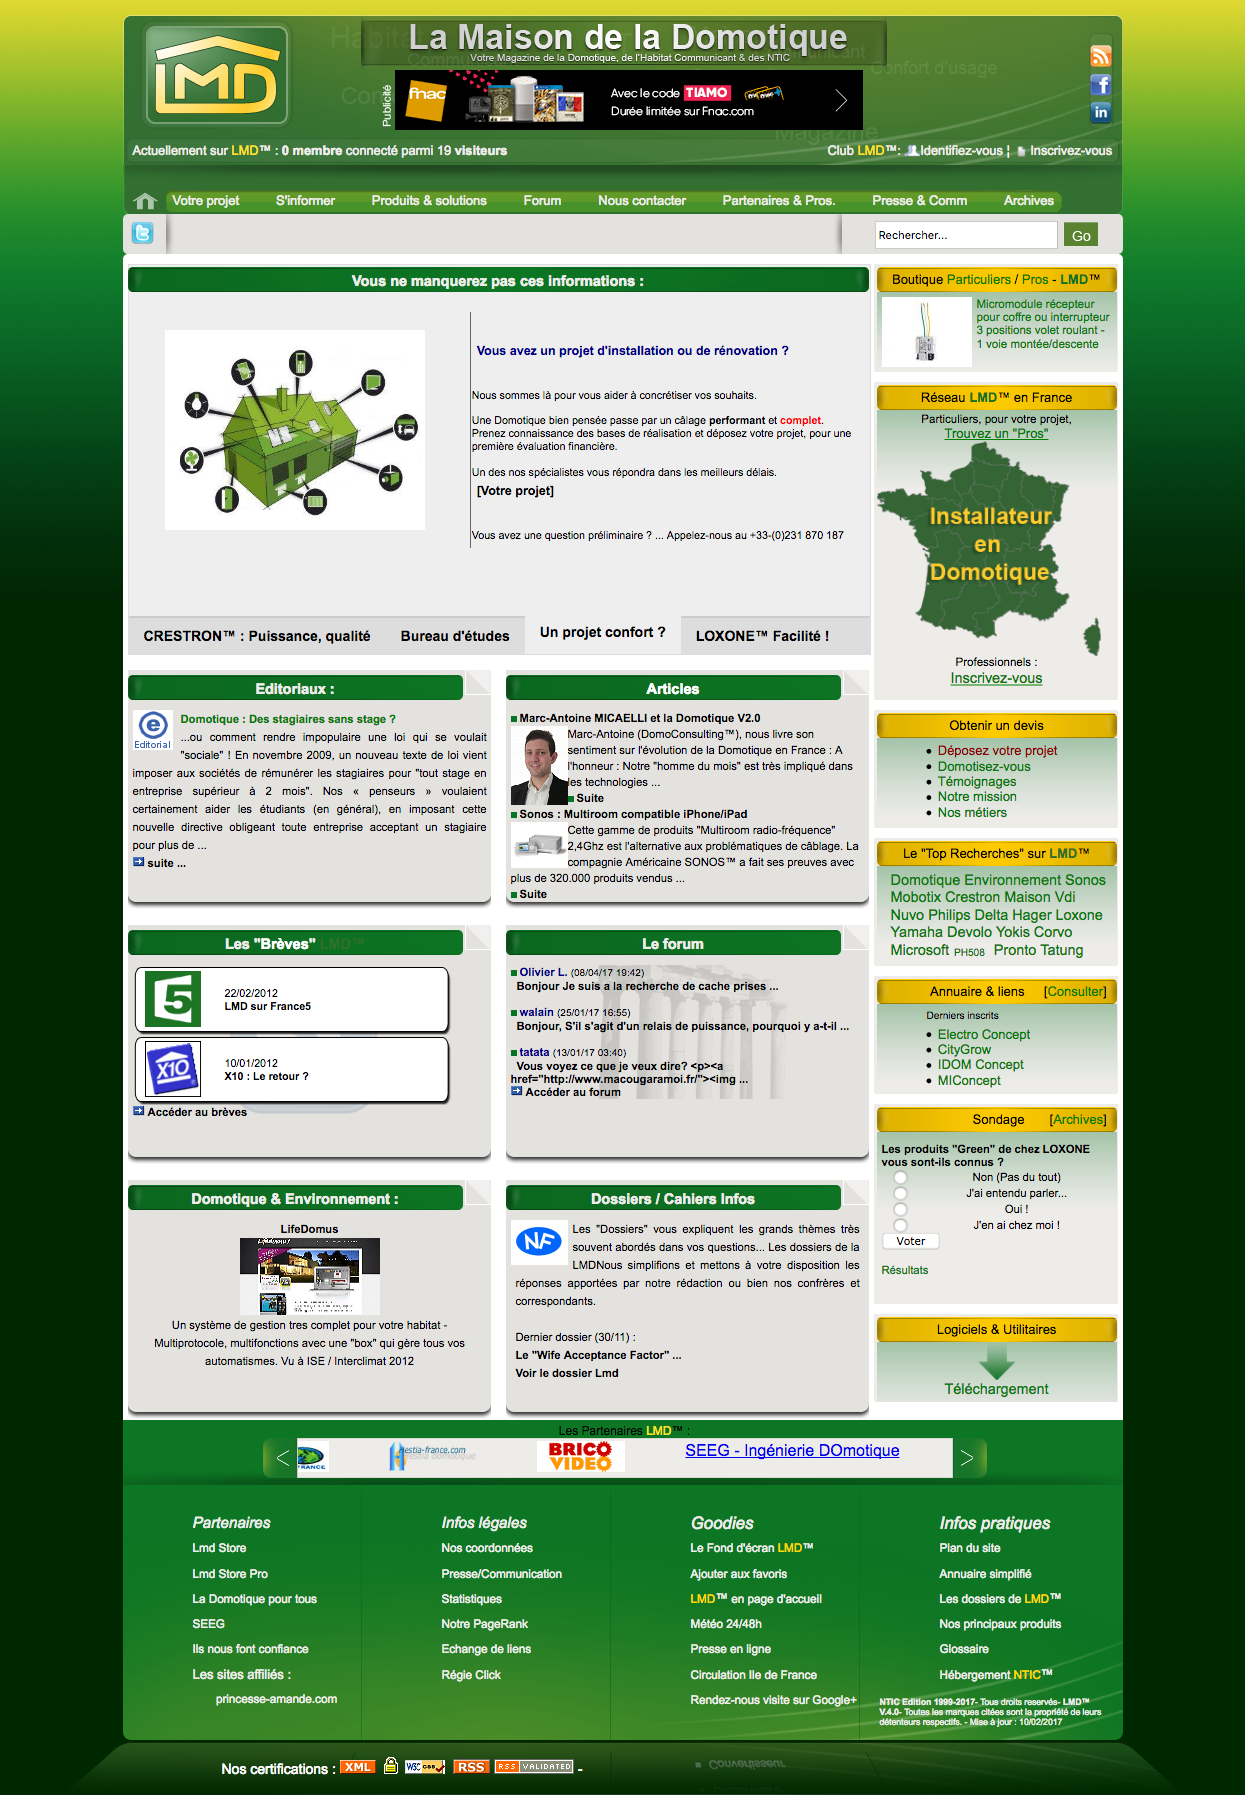 La Maison de la Domotique
Votre Magazine de la Domotique, de l'Habitat Communicant & des NTIC
Confort d'usage
Magazine
LMD
Publicité
fnac
Avec le code TIAMO
Durée limitée sur Fnac.com
Actuellement sur LMD™ : 0 membre connecté parmi 19 visiteurs
Club LMD™: Identifiez-vous ¦ Inscrivez-vous
Votre projet S'informer Produits & solutions Forum Nous contacter Partenaires & Pros. Presse & Comm Archives
Rechercher... Go
Vous ne manquerez pas ces informations :
Vous avez un projet d'installation ou de rénovation ?
Nous sommes là pour vous aider à concrétiser vos souhaits.
Une Domotique bien pensée passe par un câlage performant et complet.
Prenez connaissance des bases de réalisation et déposez votre projet, pour une
première évaluation financière.
Un des nos spécialistes vous répondra dans les meilleurs délais.
[Votre projet]
Vous avez une question préliminaire ? ... Appelez-nous au +33-(0)231 870 187
CRESTRON™ : Puissance, qualité Bureau d'études Un projet confort ? LOXONE™ Facilité !
Boutique Particuliers / Pros - LMD™
Micromodule récepteur
pour coffre ou interrupteur
3 positions volet roulant -
1 voie montée/descente
Réseau LMD™ en France
Particuliers, pour votre projet,
Trouvez un "Pros"
Installateur
en
Domotique
Professionnels :
Inscrivez-vous
Obtenir un devis
Déposez votre projet
Domotisez-vous
Témoignages
Notre mission
Nos métiers
Le "Top Recherches" sur LMD™
Domotique Environnement Sonos
Mobotix Crestron Maison Vdi
Nuvo Philips Delta Hager Loxone
Yamaha Devolo Yokis Corvo
Microsoft PH508 Pronto Tatung
Annuaire & liens [Consulter]
Derniers inscrits
Electro Concept
CityGrow
IDOM Concept
MIConcept
Sondage [Archives]
Les produits "Green" de chez LOXONE
vous sont-ils connus ?
Non (Pas du tout)
J'ai entendu parler...
Oui !
J'en ai chez moi !
Voter
Résultats
Logiciels & Utilitaires
Téléchargement
Editoriaux :
Editorial
Domotique : Des stagiaires sans stage ?
...ou comment rendre impopulaire une loi qui se voulait
"sociale" ! En novembre 2009, un nouveau texte de loi vient
imposer aux sociétés de rémunérer les stagiaires pour "tout stage en
entreprise supérieur à 2 mois". Nos « penseurs » voulaient
certainement aider les étudiants (en général), en imposant cette
nouvelle directive obligeant toute entreprise acceptant un stagiaire
pour plus de ...
suite ...
Articles
Marc-Antoine MICAELLI et la Domotique V2.0
Marc-Antoine (DomoConsulting™), nous livre son
sentiment sur l'évolution de la Domotique en France : A
l'honneur : Notre "homme du mois" est très impliqué dans
les technologies ...
Suite
Sonos : Multiroom compatible iPhone/iPad
Cette gamme de produits "Multiroom radio-fréquence"
2,4Ghz est l'alternative aux problématiques de câblage. La
compagnie Américaine SONOS™ a fait ses preuves avec
plus de 320.000 produits vendus ...
Suite
Les "Brèves" LMD™
5
22/02/2012
LMD sur France5
X10
10/01/2012
X10 : Le retour ?
Accéder au brèves
Le forum
Olivier L. (08/04/17 19:42)
Bonjour Je suis a la recherche de cache prises ...
walain (25/01/17 16:55)
Bonjour, S'il s'agit d'un relais de puissance, pourquoi y a-t-il ...
tatata (13/01/17 03:40)
Vous voyez ce que je veux dire? <p><a
href="http://www.macougaramoi.fr/"><img ...
Accéder au forum
Domotique & Environnement :
LifeDomus
Un système de gestion tres complet pour votre habitat -
Multiprotocole, multifonctions avec une "box" qui gère tous vos
automatismes. Vu à ISE / Interclimat 2012
Dossiers / Cahiers Infos
NF
Les "Dossiers" vous expliquent les grands thèmes très
souvent abordés dans vos questions... Les dossiers de la
LMDNous simplifions et mettons à votre disposition les
réponses apportées par notre rédaction ou bien nos confrères et
correspondants.
Dernier dossier (30/11) :
Le "Wife Acceptance Factor" ...
Voir le dossier Lmd
Les Partenaires LMD™ :
FRANCE
estia-france.com
BRICO
VIDEO
SEEG - Ingénierie DOmotique
Partenaires
Lmd Store
Lmd Store Pro
La Domotique pour tous
SEEG
Ils nous font confiance
Les sites affiliés :
princesse-amande.com
Infos légales
Nos coordonnées
Presse/Communication
Statistiques
Notre PageRank
Echange de liens
Régie Click
Goodies
Le Fond d'écran LMD™
Ajouter aux favoris
LMD™ en page d'accueil
Météo 24/48h
Presse en ligne
Circulation Ile de France
Rendez-nous visite sur Google+
Infos pratiques
Plan du site
Annuaire simplifié
Les dossiers de LMD™
Nos principaux produits
Glossaire
Hébergement NTIC™
NTIC Edition 1999-2017- Tous droits reservés- LMD™
V.4.0- Toutes les marques citées sont la propriété de leurs
détenteurs respectifs. - Mise à jour : 10/02/2017
Nos certifications : XML W3C css RSS RSS VALIDATED -
Convertisseur